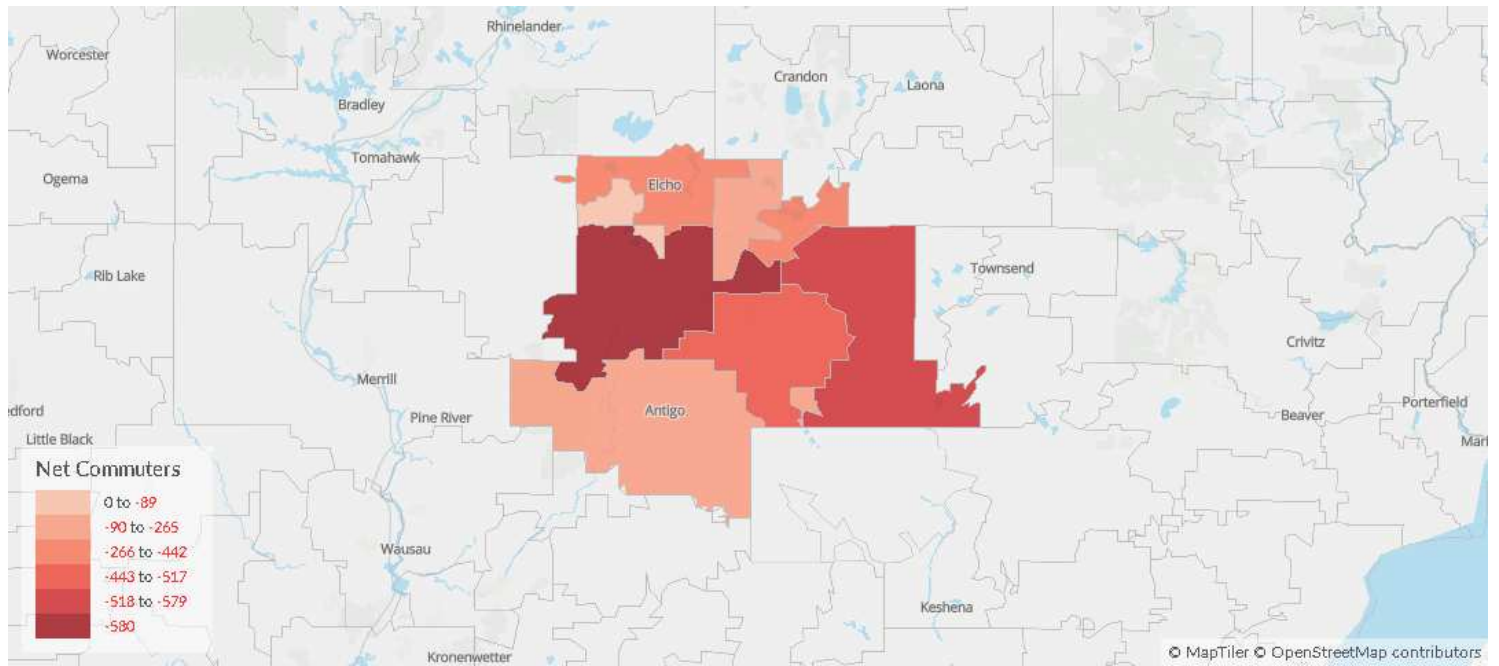 Rhinelander
Worcester
Crandon
Laona
Bradley
Tomahawk
Ogema
Elcho
Rib Lake
Townsend
Crivitz
Merrill
Pine River
Antigo
Beaver
Porterfield
edford
Little Black
Mari
Net Commuters
0 to -89
-90 to -265
-266 to -442
-443 to -517
-518 to -579
-580
Wausau
Keshena
Kronenwetter
© MapTiler © OpenStreetMap contributors